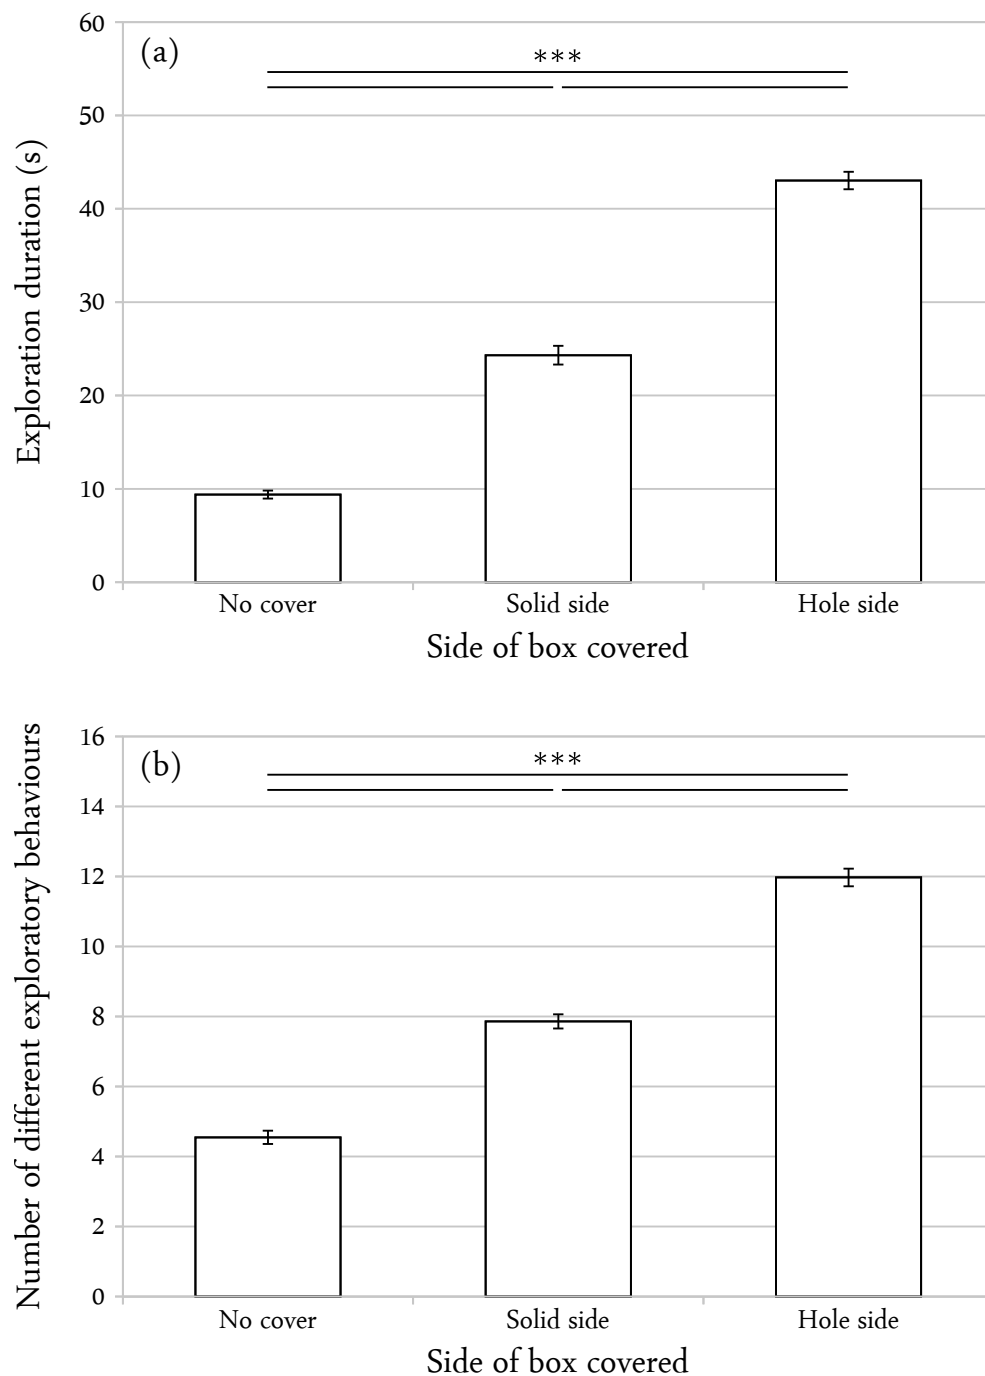 (a)
***
60
50
40
30
20
10
0
Exploration duration (s)
No cover Solid side Hole side
Side of box covered
(b)
***
16
14
12
10
8
6
4
2
0
Number of different exploratory behaviours
No cover Solid side Hole side
Side of box covered